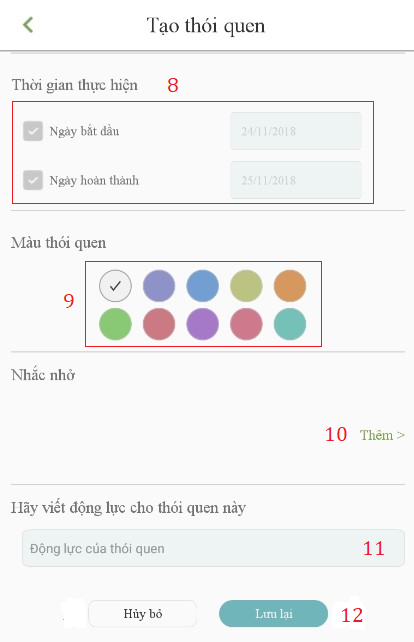 Tạo thói quen
Thời gian thực hiện 8
Ngày bắt đầu 24/11/2018
Ngày hoàn thành 25/11/2018
Màu thói quen
9
Nhắc nhở
10 Thêm >
Hãy viết động lực cho thói quen này
Động lực của thói quen 11
Hủy bỏ Lưu lại 12